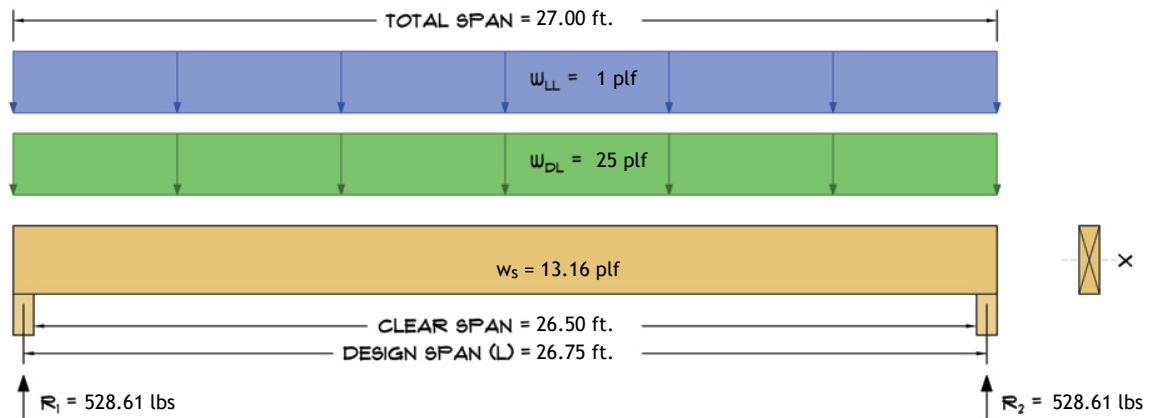 TOTAL SPAN = 27.00 ft.
wLL = 1 plf
wDL = 25 plf
ws = 13.16 plf
X
CLEAR SPAN = 26.50 ft.
DESIGN SPAN (L) = 26.75 ft.
R1 = 528.61 lbs
R2 = 528.61 lbs